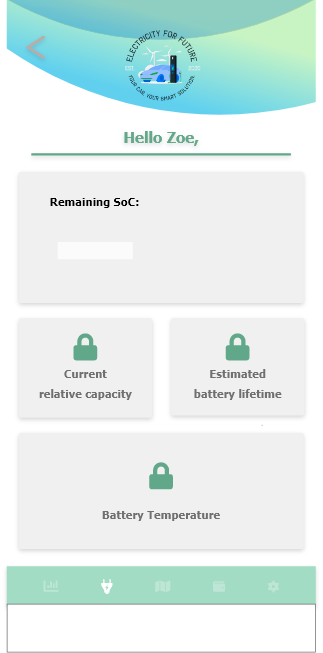 ELECTRICITY FOR FUTURE
YOUR CAR, YOUR SMART SOLUTION
Hello Zoe,
Remaining SoC:
Current
relative capacity
Estimated
battery lifetime
Battery Temperature